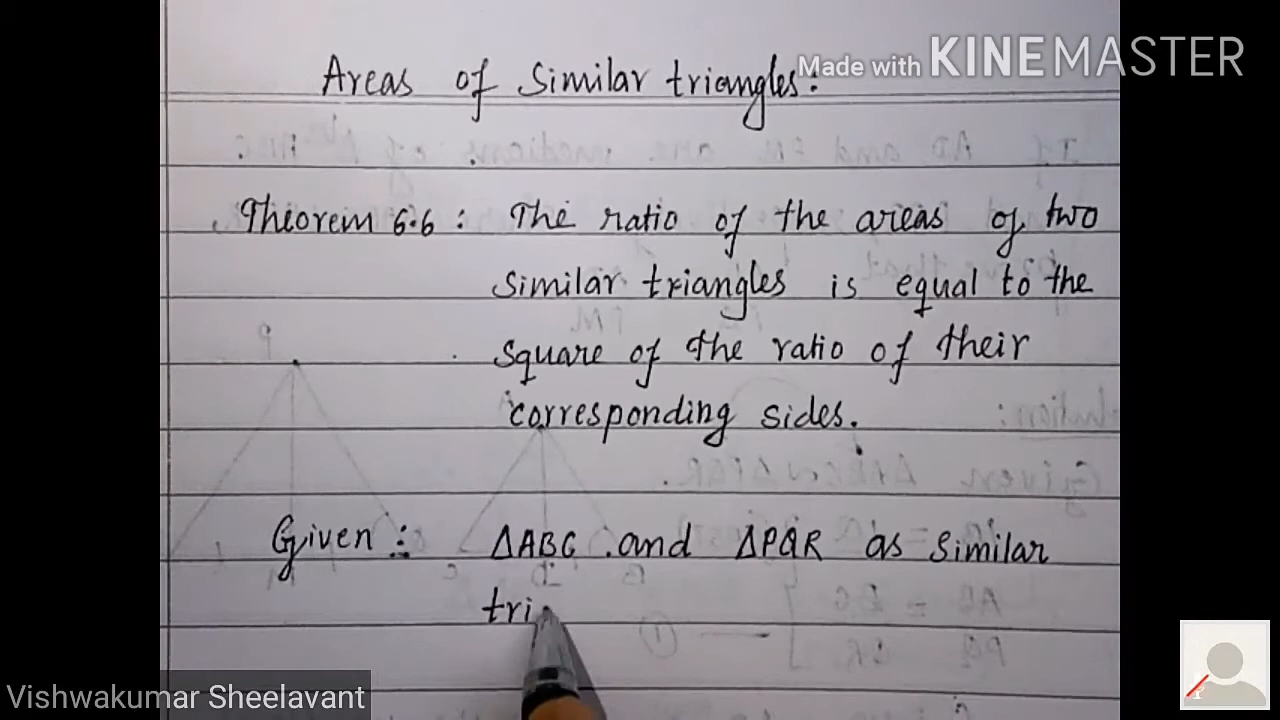 Made with KINEMASTER
Areas of Similar triangles:
Theorem 6.6 : The ratio of the areas of two
similar triangles is equal to the
square of the ratio of their
corresponding sides.
Given : ΔABC and ΔPQR as similar
tri
Vishwakumar Sheelavant